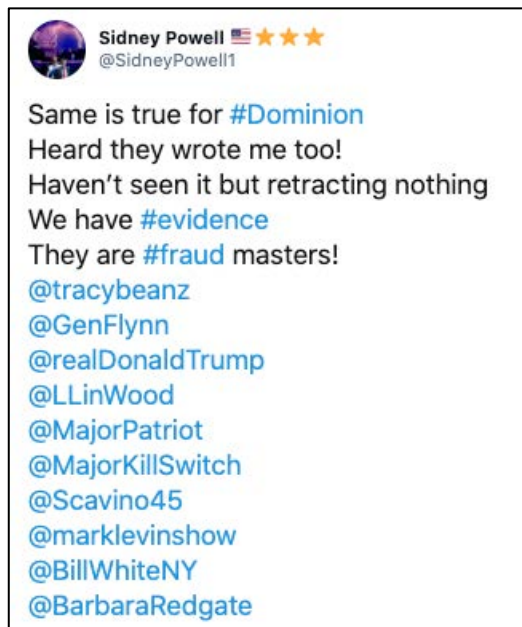 Sidney Powell 🇺🇸⭐⭐⭐
@SidneyPowell1
Same is true for #Dominion
Heard they wrote me too!
Haven’t seen it but retracting nothing
We have #evidence
They are #fraud masters!
@tracybeanz
@GenFlynn
@realDonaldTrump
@LLinWood
@MajorPatriot
@MajorKillSwitch
@Scavino45
@marklevinshow
@BillWhiteNY
@BarbaraRedgate